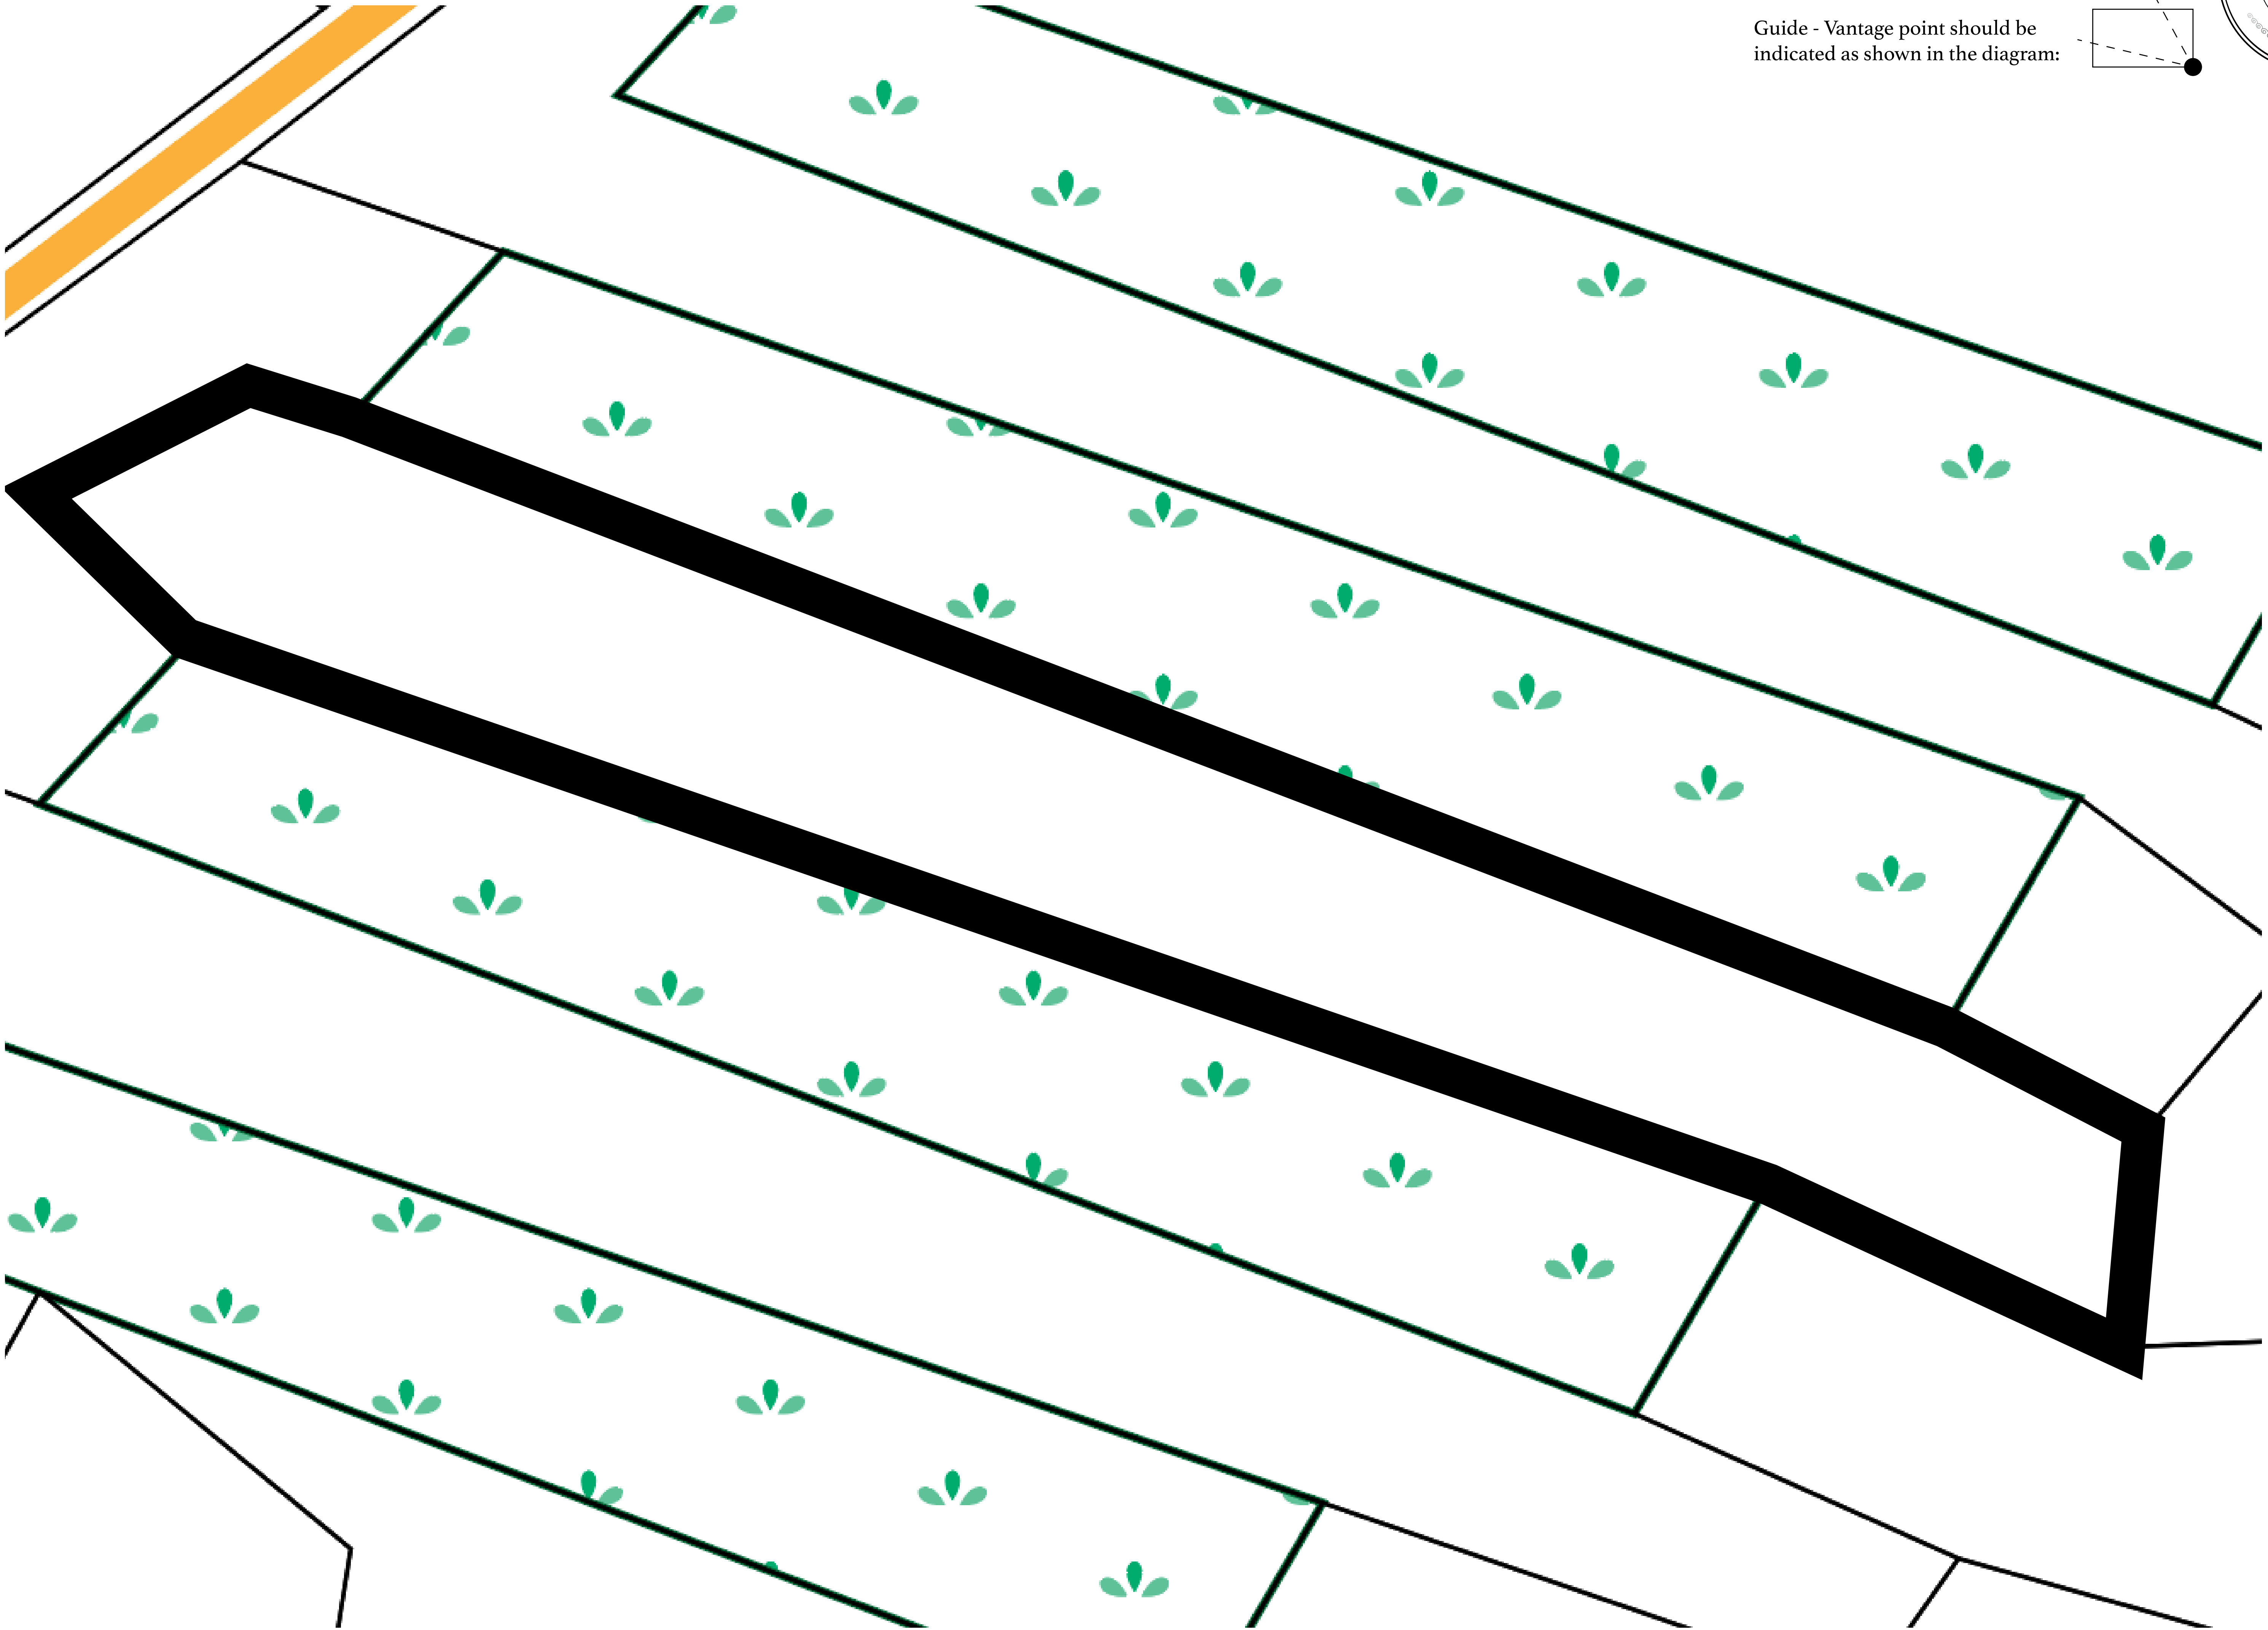 Guide - Vantage point should be
indicated as shown in the diagram: